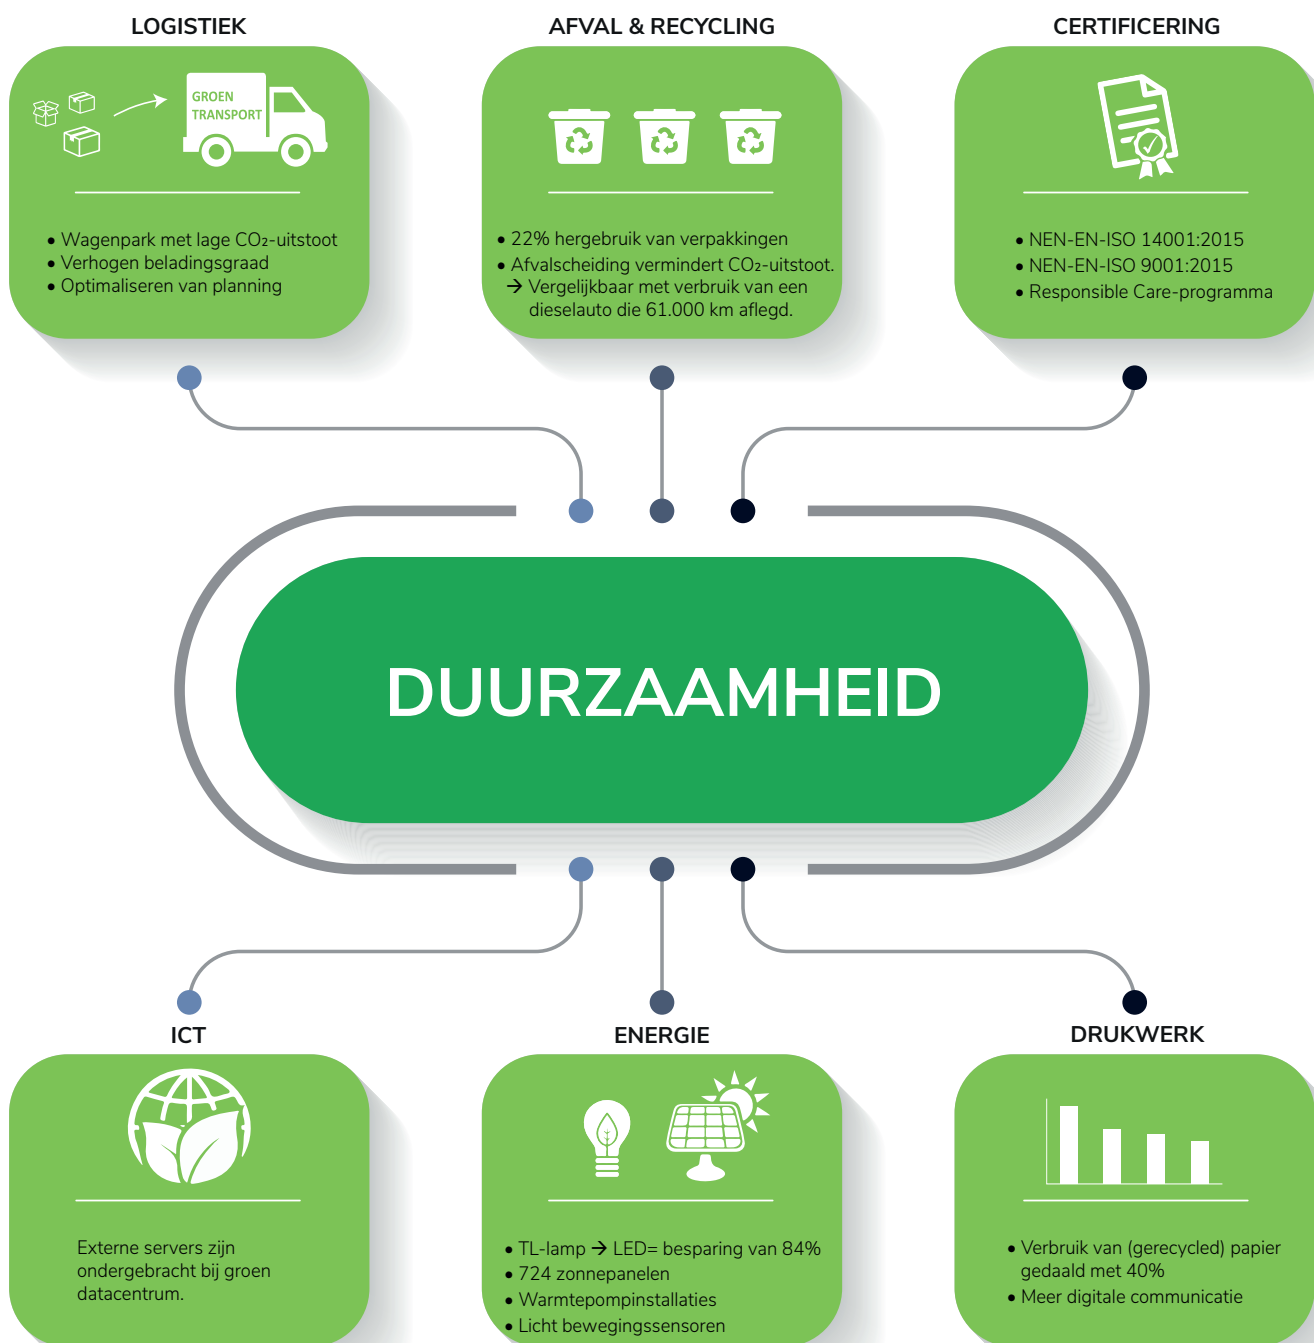 LOGISTIEK
GROEN
TRANSPORT
• Wagenpark met lage CO₂-uitstoot
• Verhogen beladingsgraad
• Optimaliseren van planning
AFVAL & RECYCLING
• 22% hergebruik van verpakkingen
• Afvalscheiding vermindert CO₂-uitstoot.
→ Vergelijkbaar met verbruik van een
dieselauto die 61.000 km aflegd.
CERTIFICERING
• NEN-EN-ISO 14001:2015
• NEN-EN-ISO 9001:2015
• Responsible Care-programma
DUURZAAMHEID
ICT
Externe servers zijn
ondergebracht bij groen
datacentrum.
ENERGIE
• TL-lamp → LED= besparing van 84%
• 724 zonnepanelen
• Warmtepompinstallaties
• Licht bewegingssensoren
DRUKWERK
• Verbruik van (gerecycled) papier
gedaald met 40%
• Meer digitale communicatie